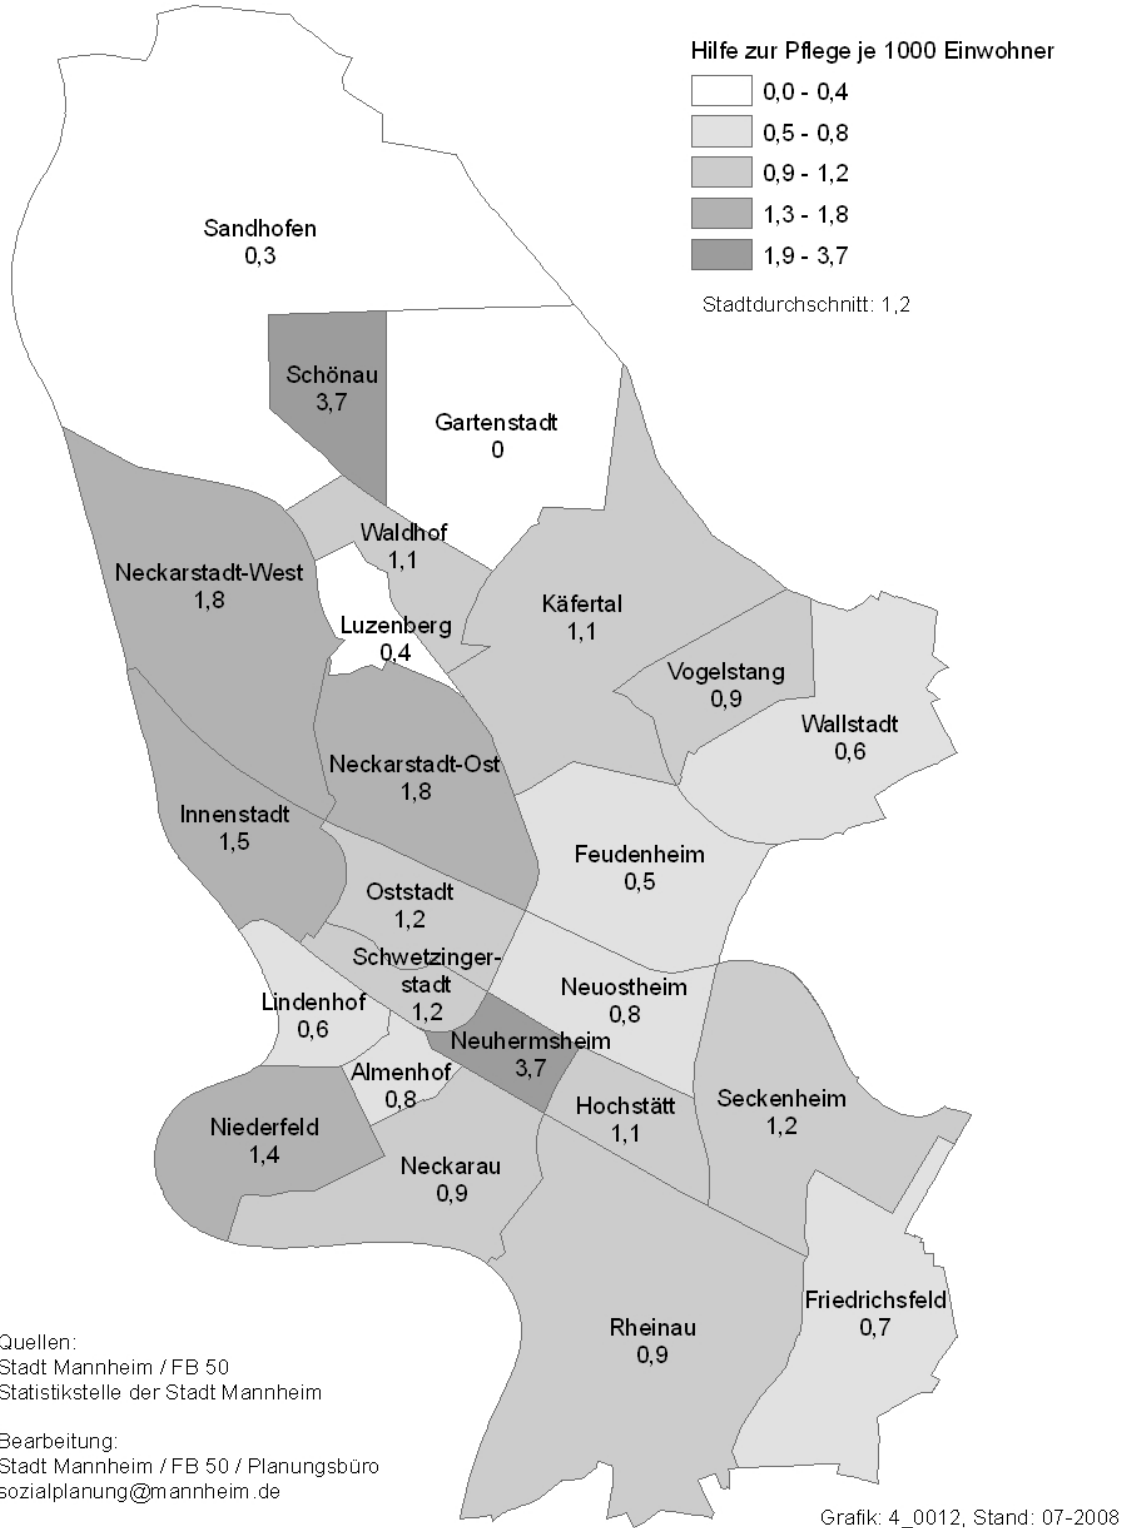 Hilfe zur Pflege je 1000 Einwohner
0,0 - 0,4
0,5 - 0,8
0,9 - 1,2
1,3 - 1,8
1,9 - 3,7
Stadtdurchschnitt: 1,2
Sandhofen
0,3
Schönau
3,7
Gartenstadt
0
Waldhof
1,1
Neckarstadt-West
1,8
Käfertal
1,1
Luzenberg
0,4
Vogelstang
0,9
Wallstadt
0,6
Neckarstadt-Ost
1,8
Innenstadt
1,5
Feudenheim
0,5
Oststadt
1,2
Schwetzinger-
stadt
1,2
Neuostheim
0,8
Lindenhof
0,6
Neuhermsheim
3,7
Almenhof
0,8
Hochstätt
1,1
Seckenheim
1,2
Niederfeld
1,4
Neckarau
0,9
Friedrichsfeld
0,7
Rheinau
0,9
Quellen:
Stadt Mannheim / FB 50
Statistikstelle der Stadt Mannheim
Bearbeitung:
Stadt Mannheim / FB 50 / Planungsbüro
sozialplanung@mannheim.de
Grafik: 4_0012, Stand: 07-2008